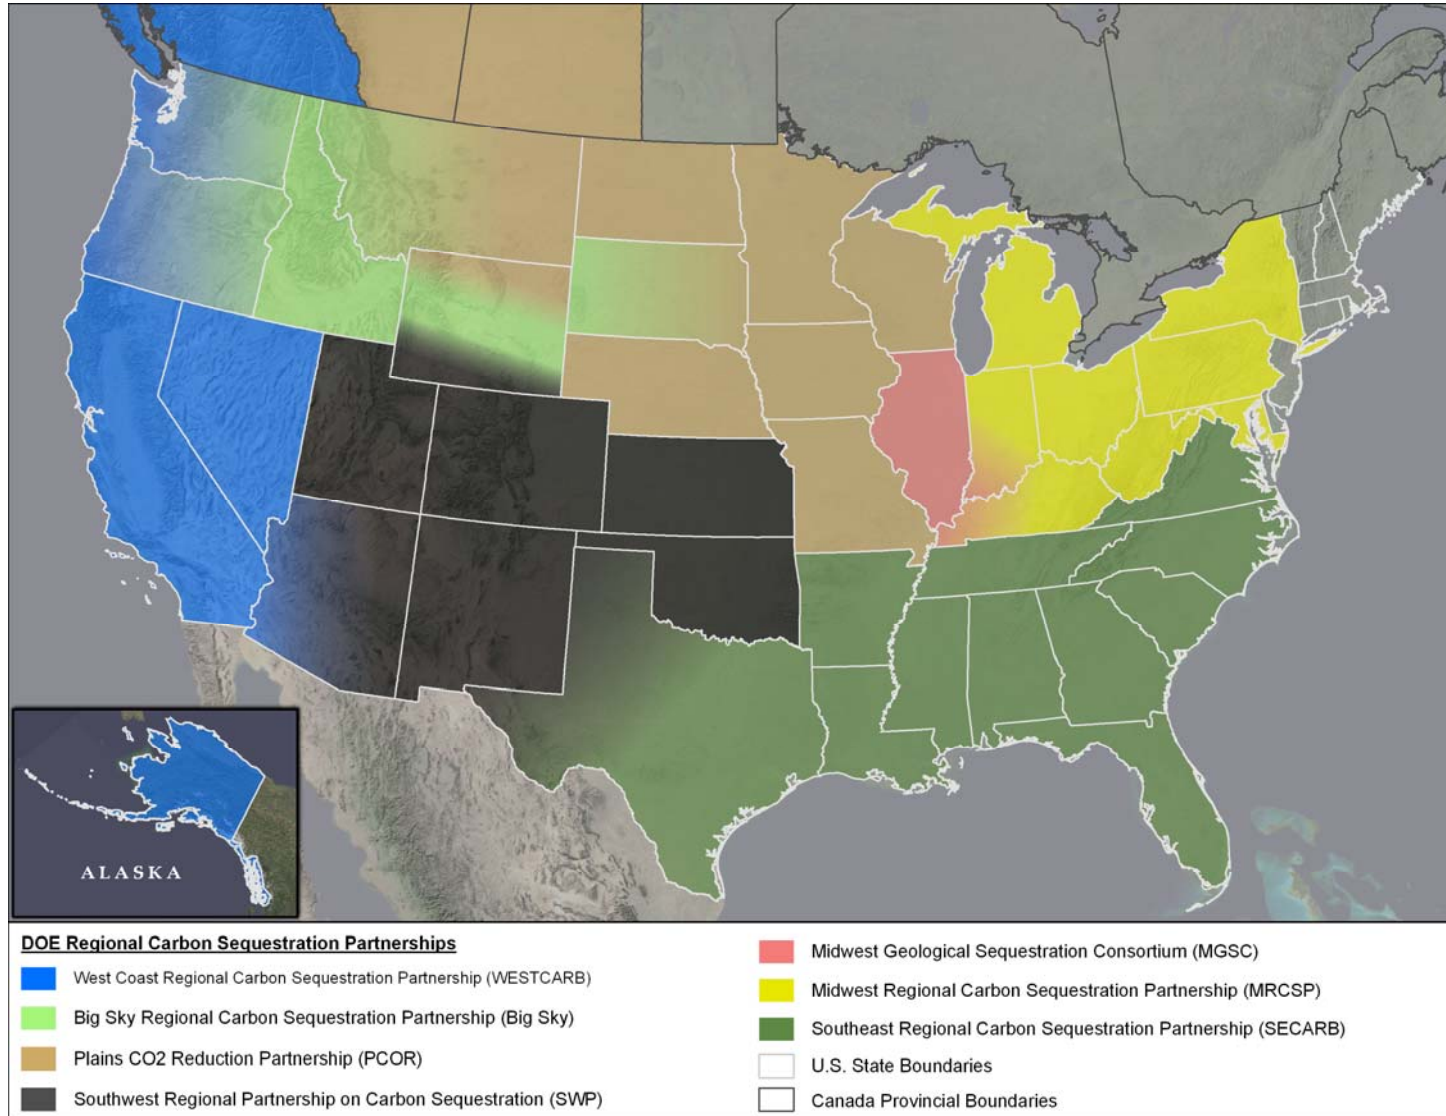 ALASKA
DOE Regional Carbon Sequestration Partnerships
West Coast Regional Carbon Sequestration Partnership (WESTCARB)
Big Sky Regional Carbon Sequestration Partnership (Big Sky)
Plains CO2 Reduction Partnership (PCOR)
Southwest Regional Partnership on Carbon Sequestration (SWP)
Midwest Geological Sequestration Consortium (MGSC)
Midwest Regional Carbon Sequestration Partnership (MRCSP)
Southeast Regional Carbon Sequestration Partnership (SECARB)
U.S. State Boundaries
Canada Provincial Boundaries